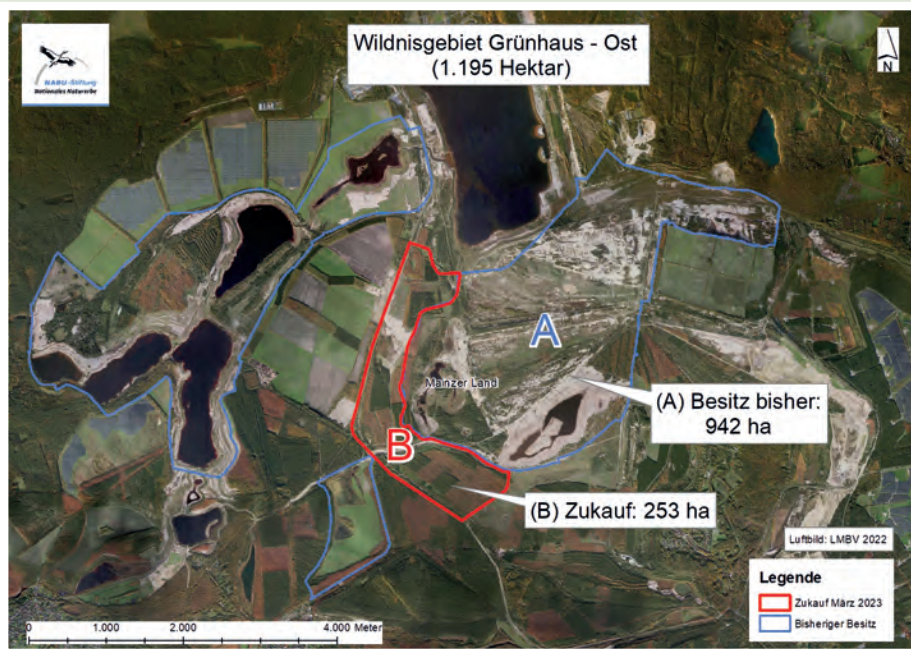 NABU-Stiftung
Nationales Naturerbe
Wildnisgebiet Grünhaus - Ost
(1.195 Hektar)
N
A
Mainzer Land
(A) Besitz bisher:
942 ha
B
(B) Zukauf: 253 ha
Luftbild: LMBV 2022
Legende
Zukauf März 2023
Bisheriger Besitz
0 1.000 2.000 4.000 Meter